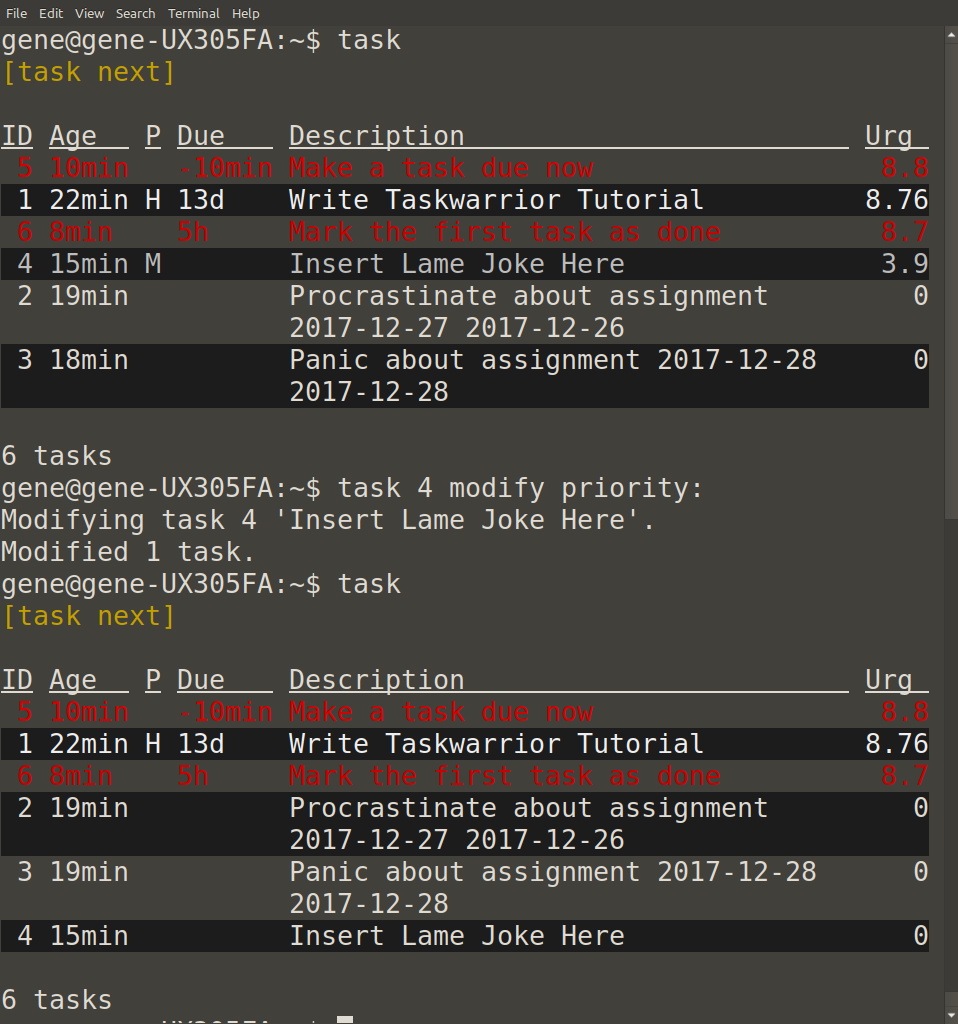 File Edit View Search Terminal Help
gene@gene-UX305FA:~$ task
[task next]
ID Age P Due Description Urg
5 10min -10min Make a task due now 8.8
1 22min H 13d Write Taskwarrior Tutorial 8.76
6 8min 5h Mark the first task as done 8.7
4 15min M Insert Lame Joke Here 3.9
2 19min Procrastinate about assignment 0
2017-12-27 2017-12-26
3 18min Panic about assignment 2017-12-28 0
2017-12-28
6 tasks
gene@gene-UX305FA:~$ task 4 modify priority:
Modifying task 4 'Insert Lame Joke Here'.
Modified 1 task.
gene@gene-UX305FA:~$ task
[task next]
ID Age P Due Description Urg
5 10min -10min Make a task due now 8.8
1 22min H 13d Write Taskwarrior Tutorial 8.76
6 8min 5h Mark the first task as done 8.7
2 19min Procrastinate about assignment 0
2017-12-27 2017-12-26
3 19min Panic about assignment 2017-12-28 0
2017-12-28
4 15min Insert Lame Joke Here 0
6 tasks